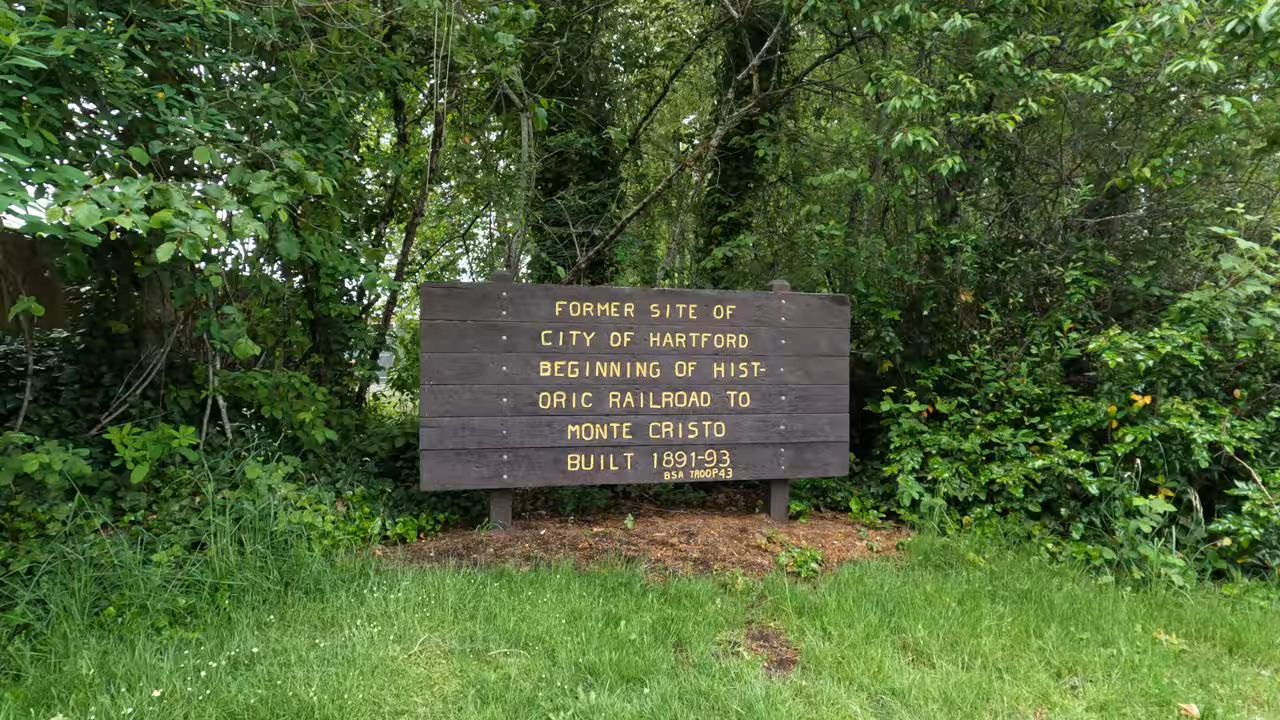 FORMER SITE OF
CITY OF HARTFORD
BEGINNING OF HIST-
ORIC RAILROAD TO
MONTE CRISTO
BUILT 1891-93
BSA TROOP43